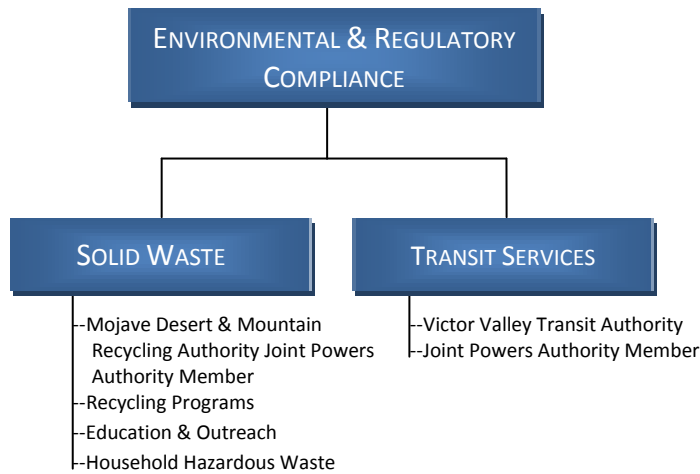 ENVIRONMENTAL & REGULATORY
COMPLIANCE
SOLID WASTE
--Mojave Desert & Mountain
Recycling Authority Joint Powers
Authority Member
--Recycling Programs
--Education & Outreach
--Household Hazardous Waste
TRANSIT SERVICES
--Victor Valley Transit Authority
--Joint Powers Authority Member